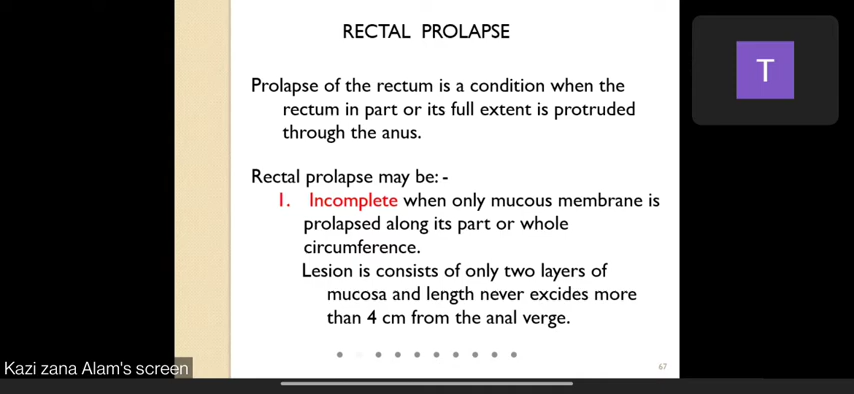 RECTAL PROLAPSE
T
Prolapse of the rectum is a condition when the
rectum in part or its full extent is protruded
through the anus.
Rectal prolapse may be: -
1. Incomplete when only mucous membrane is
prolapsed along its part or whole
circumference.
Lesion is consists of only two layers of
mucosa and length never excides more
than 4 cm from the anal verge.
67
Kazi zana Alam's screen